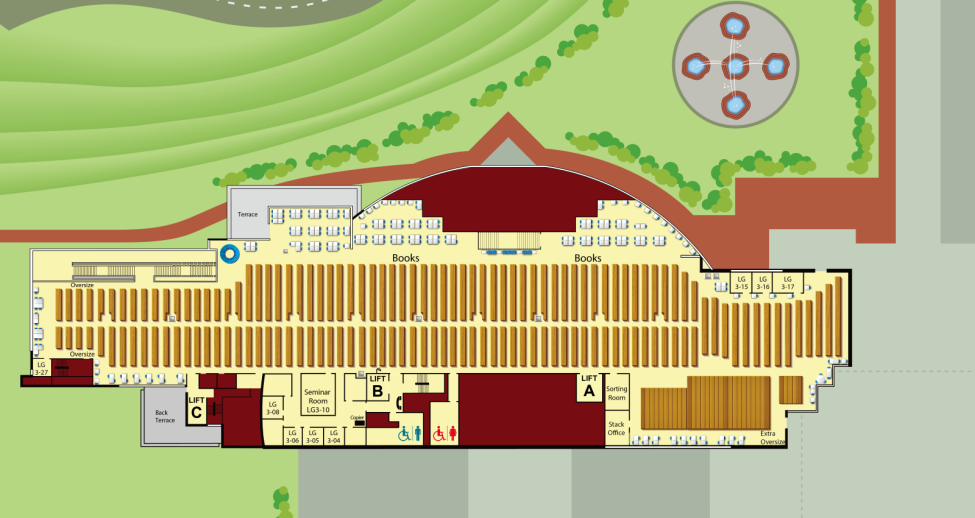 Terrace
Books
Books
Oversize
LG
3-15
LG
3-16
LG
3-17
Oversize
LG
3-27
LIFT
B
LIFT
A
Seminar
Room
LG3-10
Sorting
Room
LIFT
C
LG
3-08
Back
Terrace
Copier
LG
3-06
LG
3-05
LG
3-04
Stack
Office
Extra
Oversize